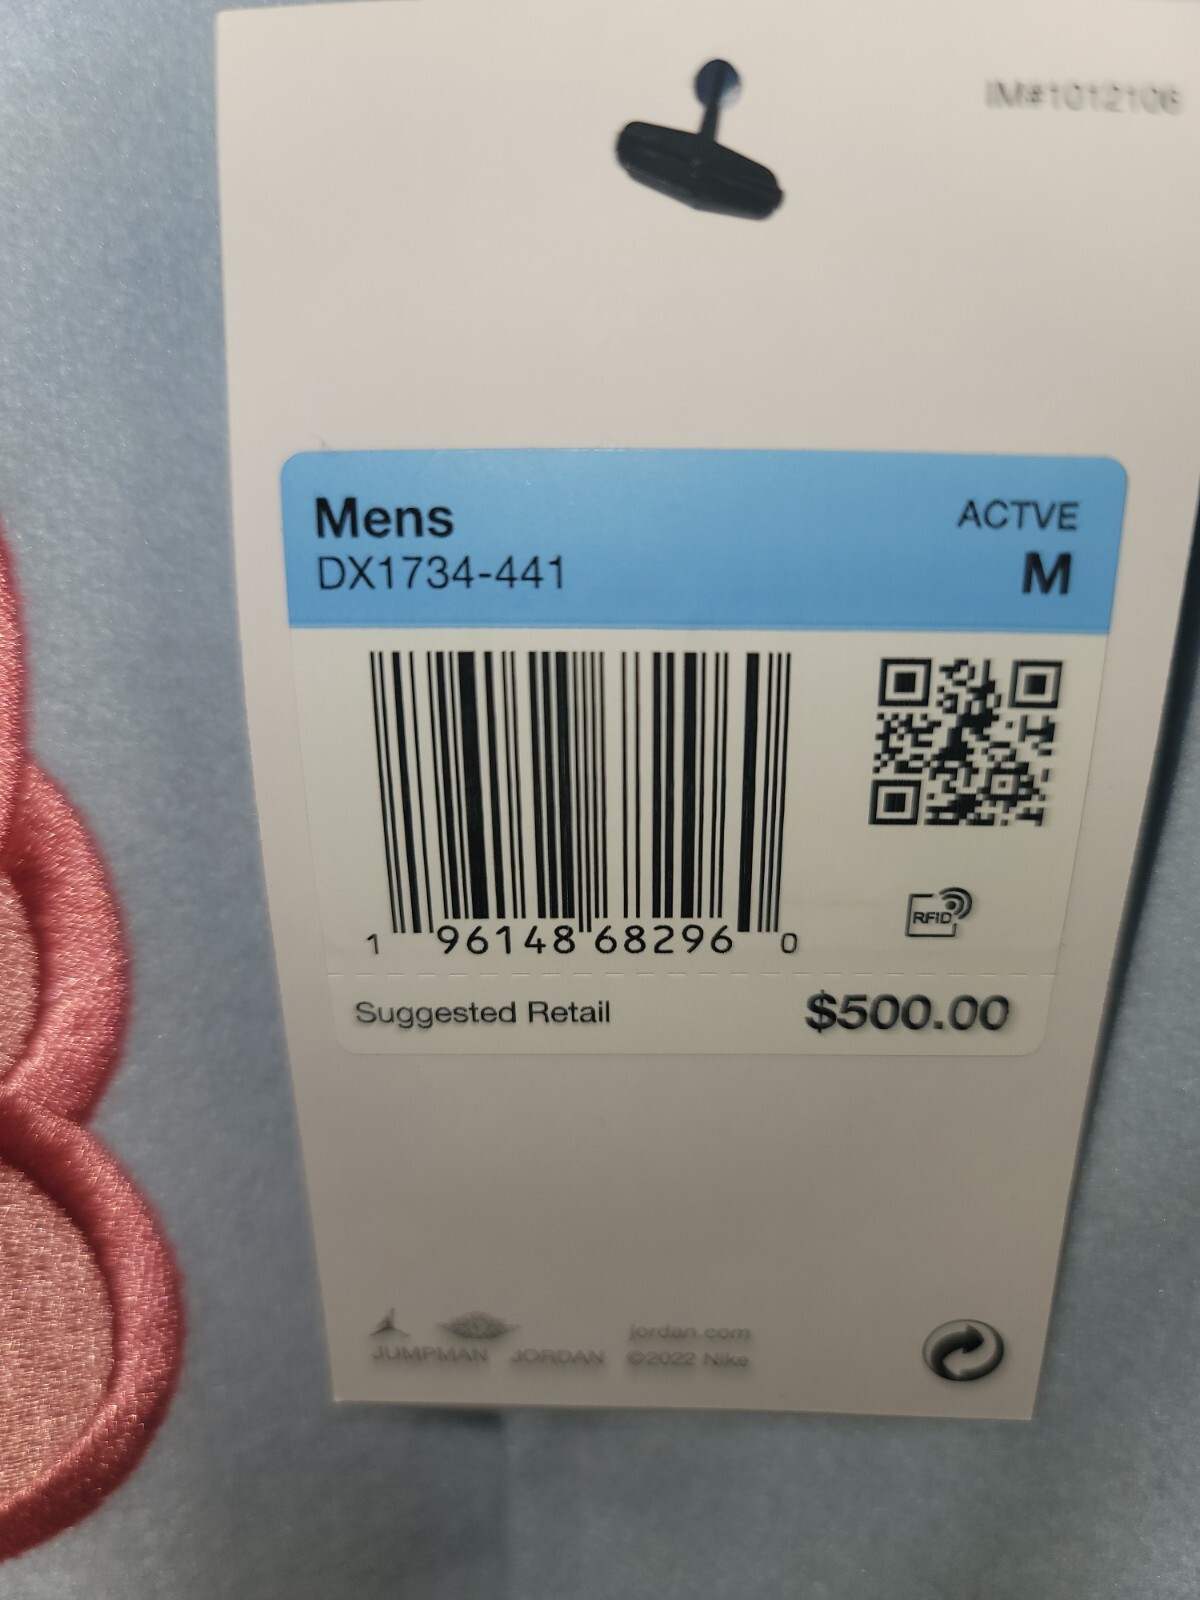 IM#1012106
Mens
ACTVE
DX1734-441
M
RFID
1 96148 68296 0
Suggested Retail $500.00
jordan.com
JUMPMAN JORDAN ©2022 Nike